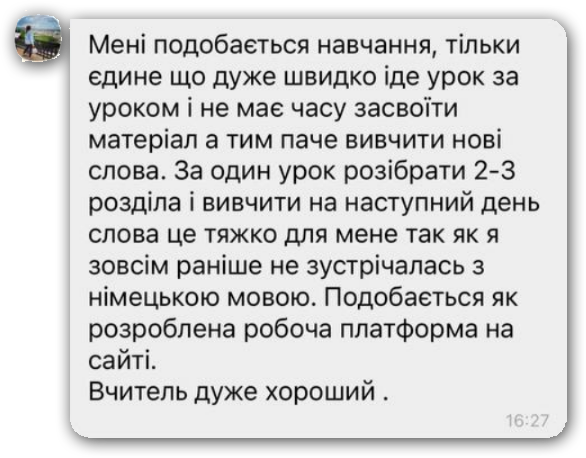 Мені подобається навчання, тільки
єдине що дуже швидко іде урок за
уроком і не має часу засвоїти
матеріал а тим паче вивчити нові
слова. За один урок розібрати 2-3
розділа і вивчити на наступний день
слова це тяжко для мене так як я
зовсім раніше не зустрічалась з
німецькою мовою. Подобається як
розроблена робоча платформа на
сайті.
Вчитель дуже хороший .
16:27